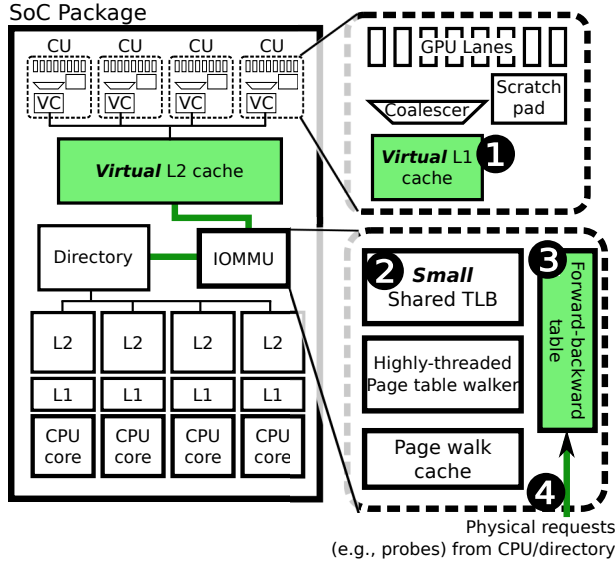 SoC Package
CU CU CU CU
VC VC VC VC
Virtual L2 cache
Directory
IOMMU
L2 L2 L2 L2
L1 L1 L1 L1
CPU core CPU core CPU core CPU core
GPU Lanes
Coalescer
Scratch
pad
1
Virtual L1
cache
2
Small
Shared TLB
3
Forward-backward
table
Highly-threaded
Page table walker
Page walk
cache
4
Physical requests
(e.g., probes) from CPU/directory